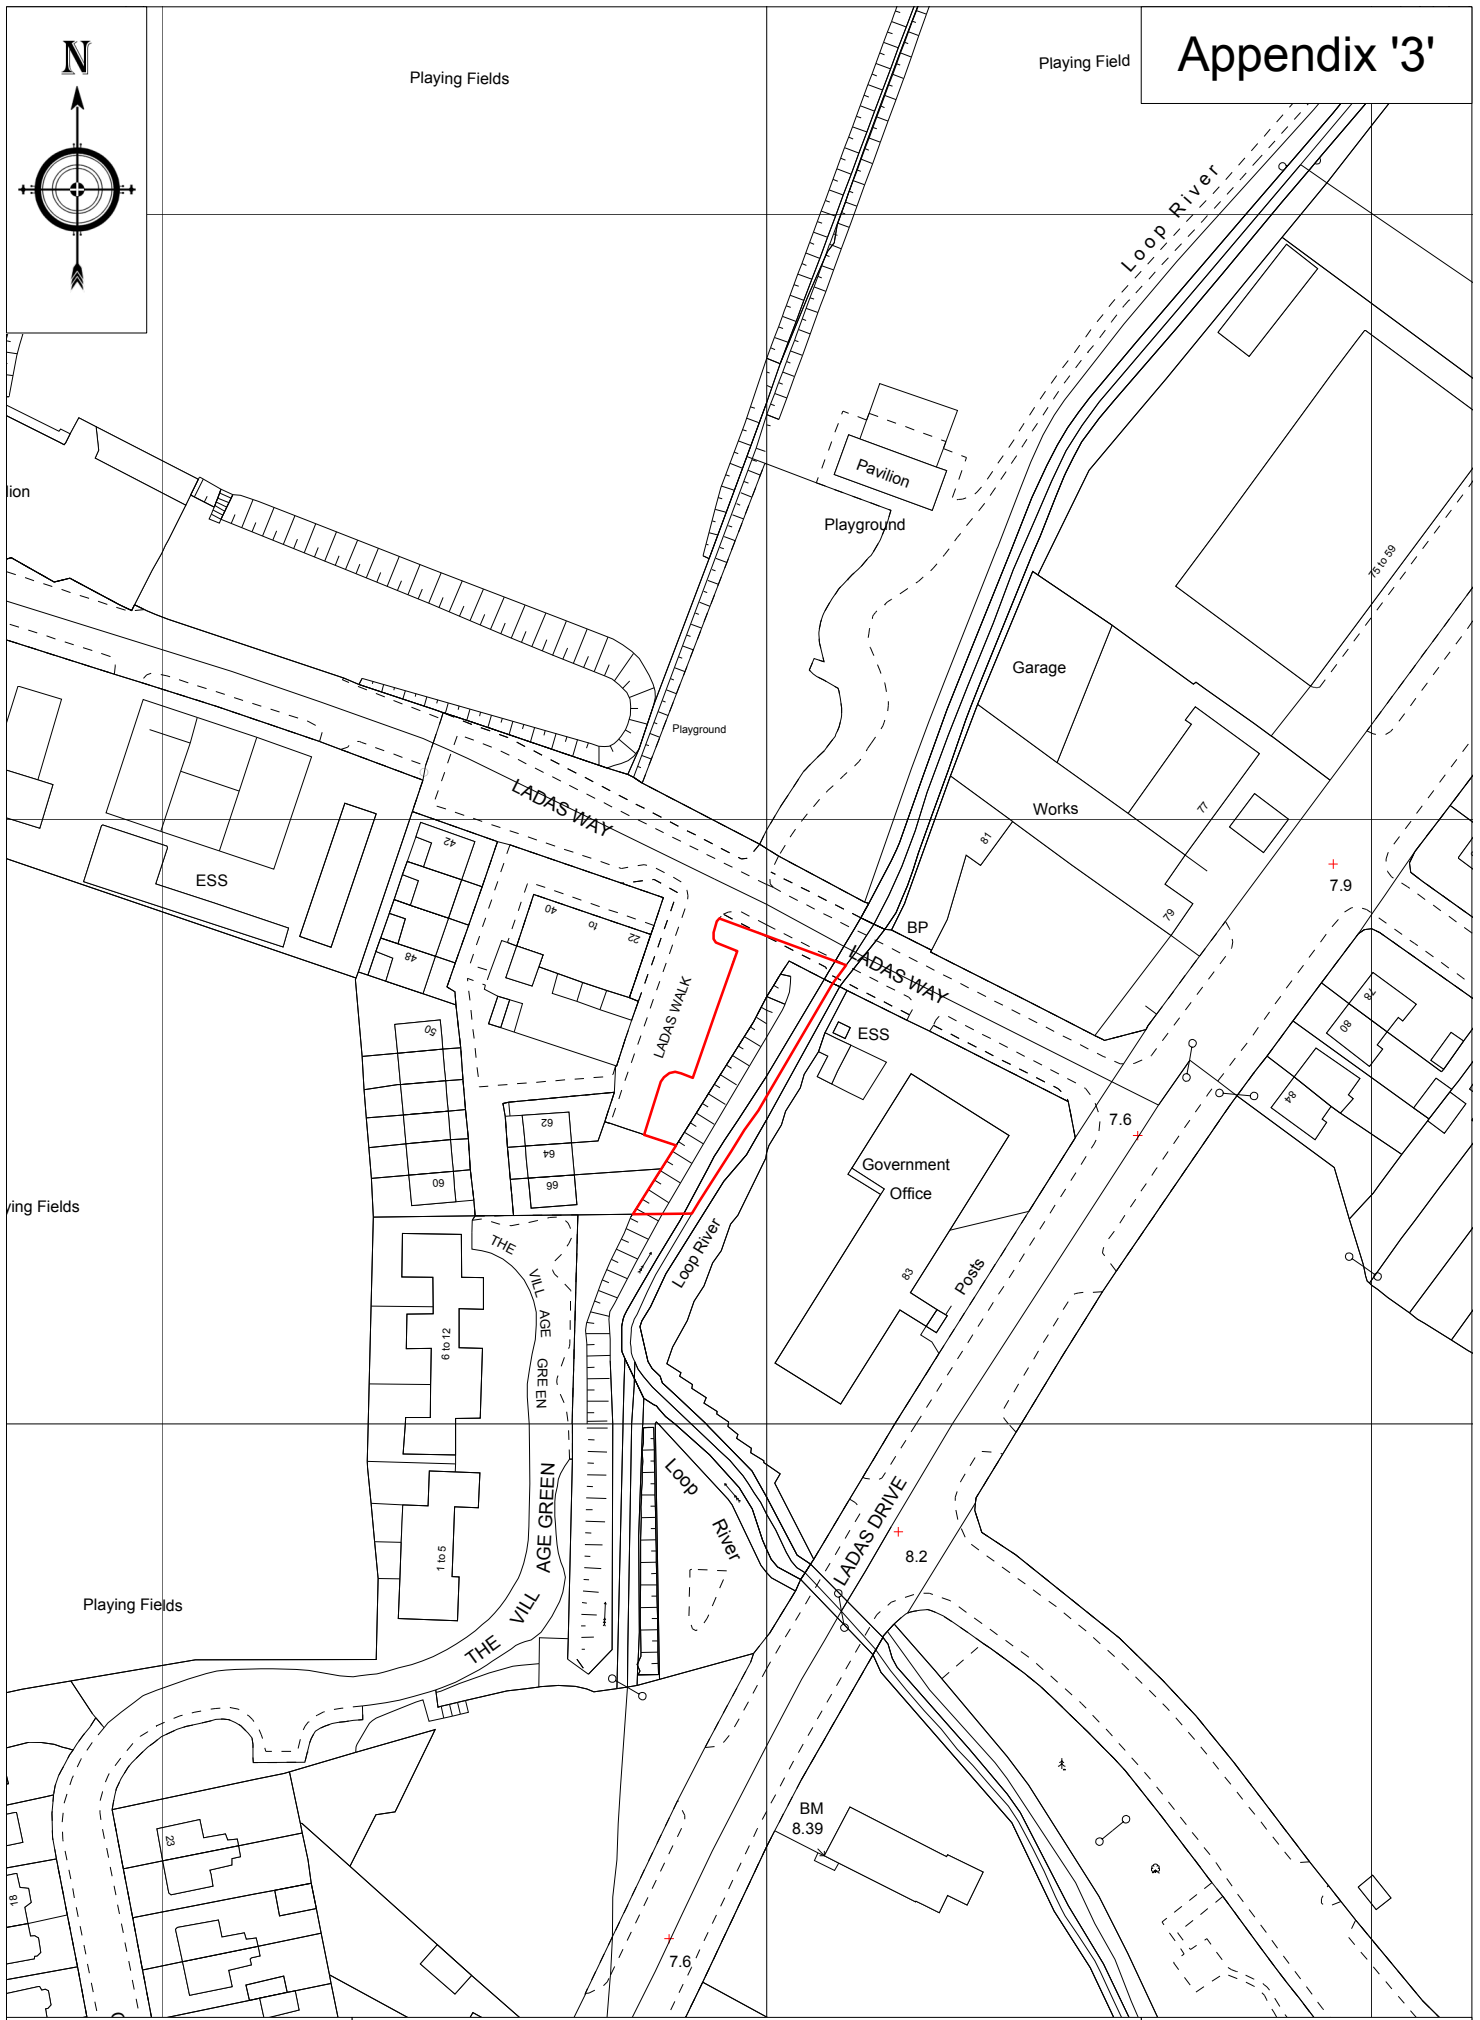 N
Appendix '3'
Playing Fields
Playing Field
Loop River
lion
Pavilion
Playground
75 to 59
Garage
Playground
LADAS WAY
Works
77
81
79
7.9
42
ESS
40
to
22
48
BP
LADAS WAY
LADAS WALK
78
80
84
50
ESS
7.6
62
64
66
60
Government
Office
ying Fields
THE
VILL
AGE
GREEN
Loop River
83
Posts
6 to 12
Loop
River
LADAS DRIVE
8.2
1 to 5
THE VILL AGE GREEN
Playing Fields
BM
8.39
23
18
7.6